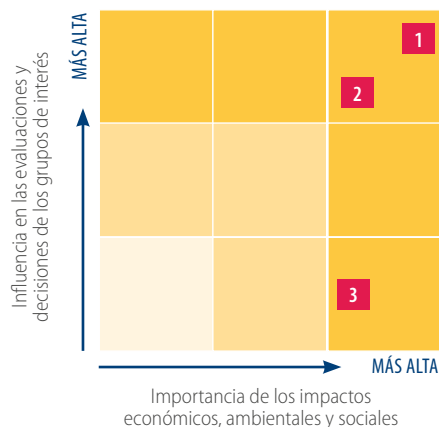 MÁS ALTA
Influencia en las evaluaciones y
decisiones de los grupos de interés
1
2
3
MÁS ALTA
Importancia de los impactos
económicos, ambientales y sociales